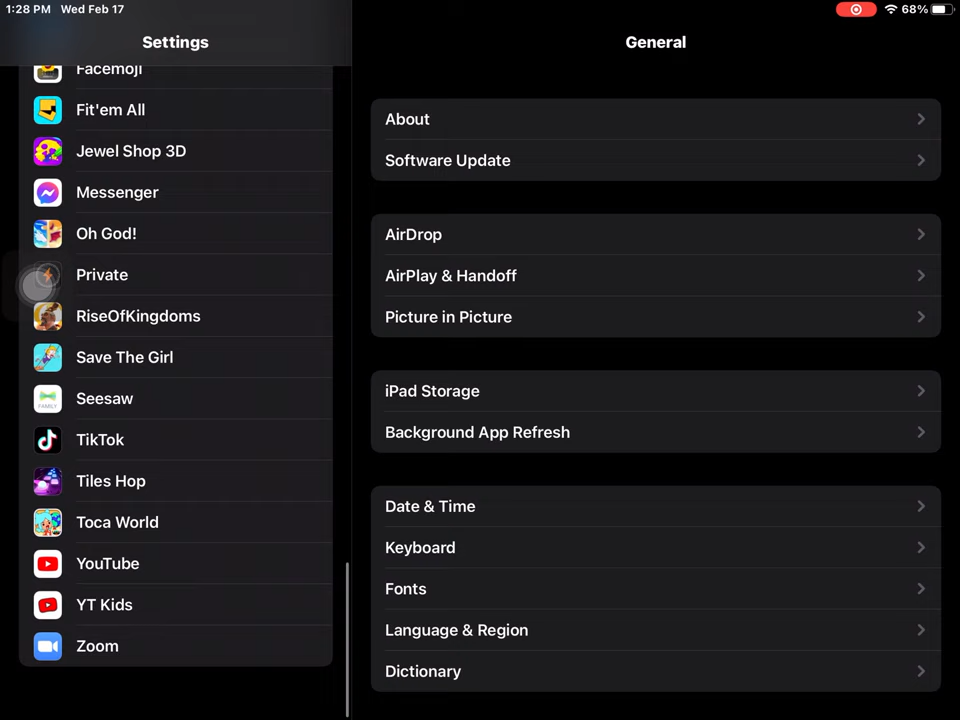 1:28 PM Wed Feb 17
68%
Settings
Facemoji
Fit'em All
Jewel Shop 3D
Messenger
Oh God!
Private
RiseOfKingdoms
Save The Girl
FAMILY
Seesaw
TikTok
Tiles Hop
Toca World
YouTube
YT Kids
Zoom
General
About
Software Update
AirDrop
AirPlay & Handoff
Picture in Picture
iPad Storage
Background App Refresh
Date & Time
Keyboard
Fonts
Language & Region
Dictionary